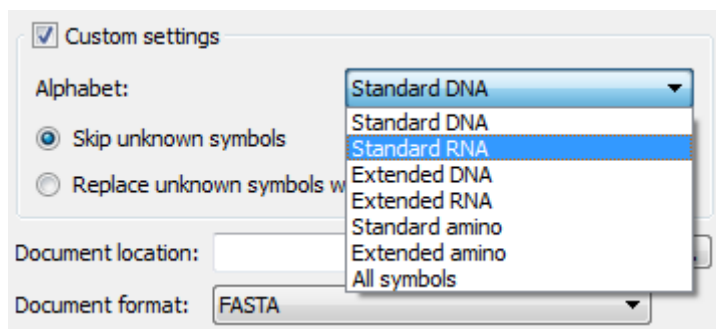 Custom settings
Alphabet: Standard DNA
Standard DNA
Skip unknown symbols
Standard RNA
Extended DNA
Replace unknown symbols w
Extended RNA
Standard amino
Document location:
Extended amino
All symbols
Document format: FASTA